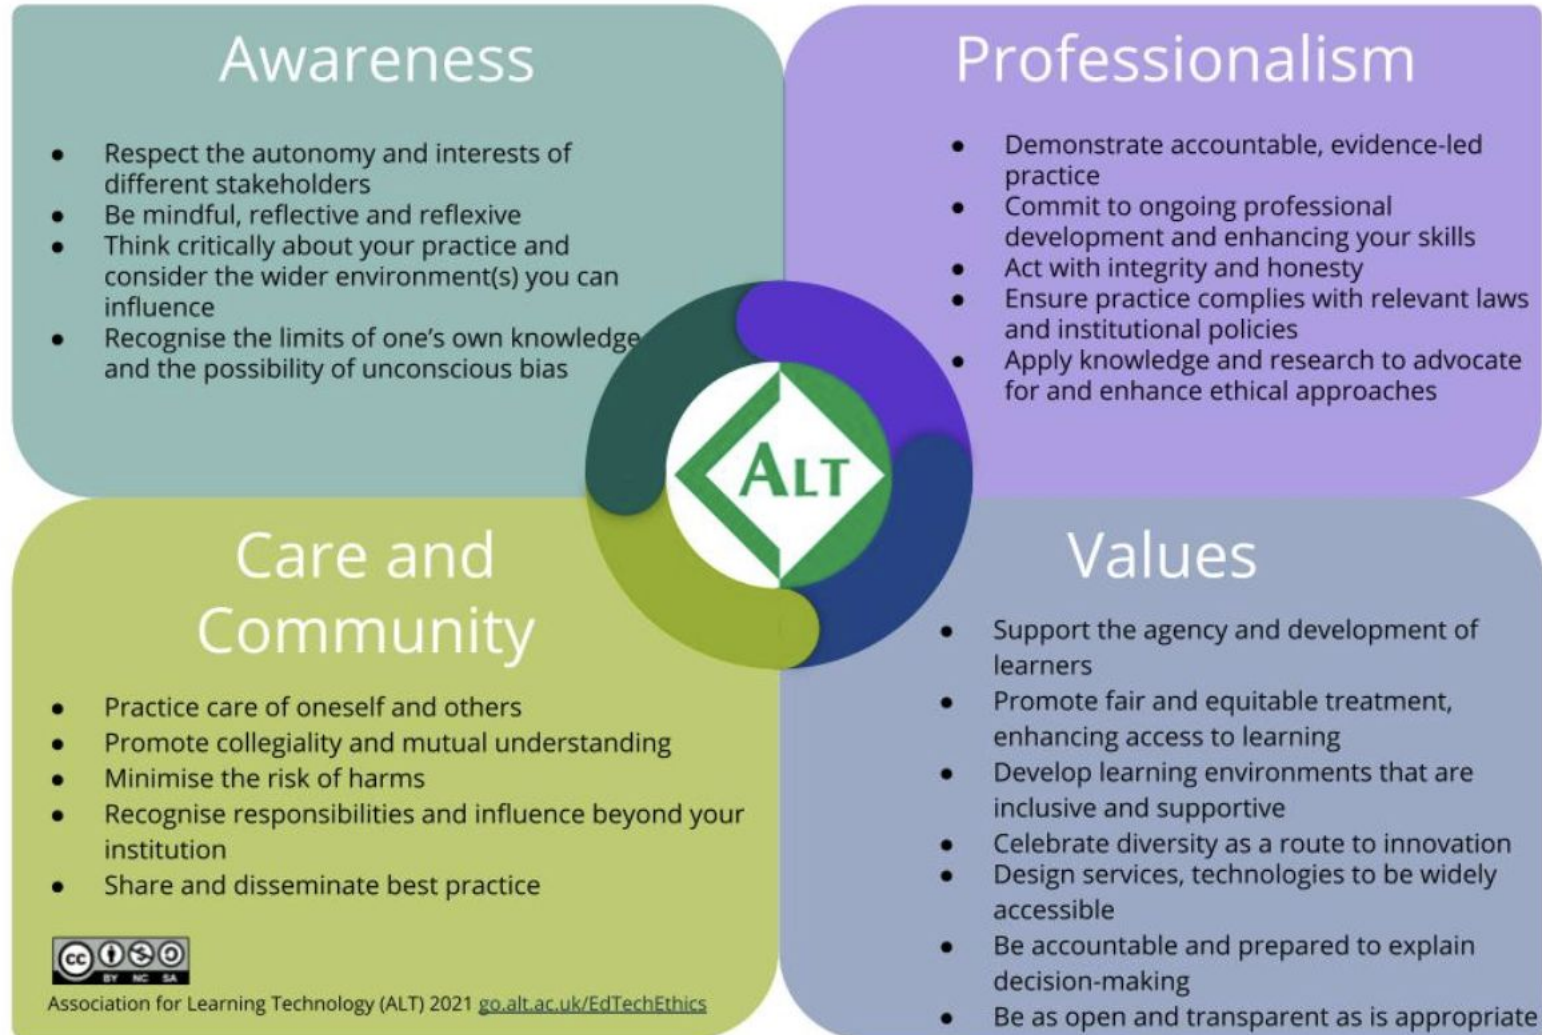 Awareness
● Respect the autonomy and interests of
different stakeholders
● Be mindful, reflective and reflexive
● Think critically about your practice and
consider the wider environment(s) you can
influence
● Recognise the limits of one's own knowledge
and the possibility of unconscious bias
Professionalism
● Demonstrate accountable, evidence-led
practice
● Commit to ongoing professional
development and enhancing your skills
● Act with integrity and honesty
● Ensure practice complies with relevant laws
and institutional policies
● Apply knowledge and research to advocate
for and enhance ethical approaches
ALT
Care and
Community
● Practice care of oneself and others
● Promote collegiality and mutual understanding
● Minimise the risk of harms
● Recognise responsibilities and influence beyond your
institution
● Share and disseminate best practice
cc
BY NC SA
Association for Learning Technology (ALT) 2021 go.alt.ac.uk/EdTechEthics
Values
● Support the agency and development of
learners
● Promote fair and equitable treatment,
enhancing access to learning
● Develop learning environments that are
inclusive and supportive
● Celebrate diversity as a route to innovation
● Design services, technologies to be widely
accessible
● Be accountable and prepared to explain
decision-making
● Be as open and transparent as is appropriate